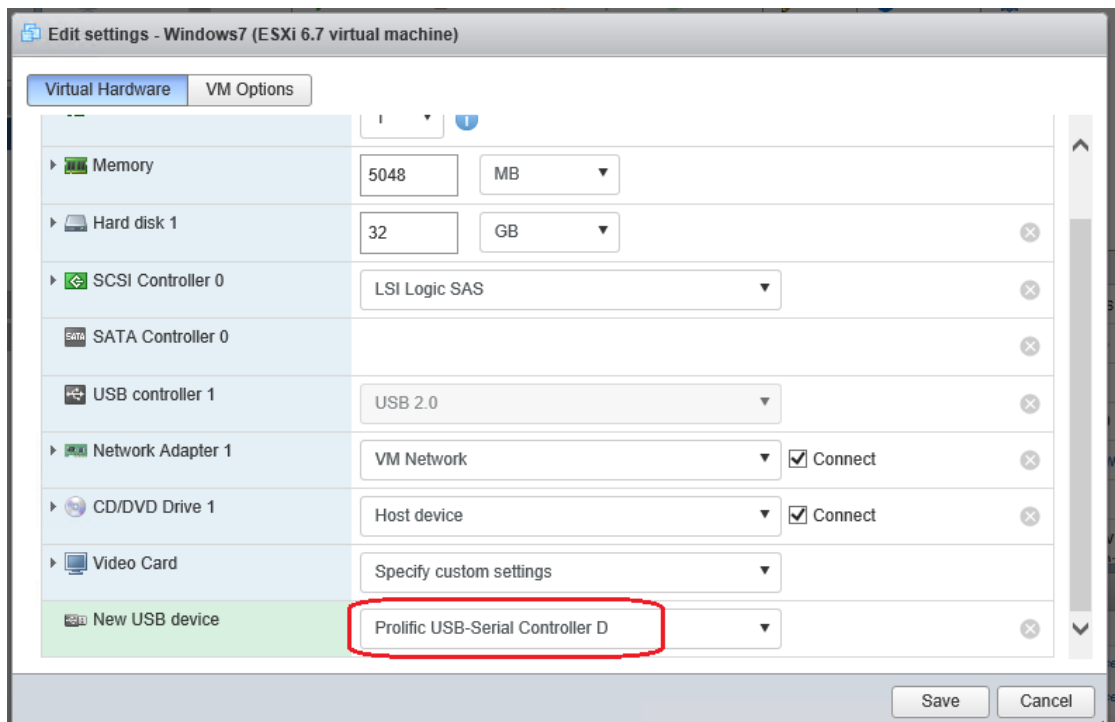 Edit settings - Windows7 (ESXi 6.7 virtual machine)
Virtual Hardware VM Options
Memory 5048 MB
Hard disk 1 32 GB
SCSI Controller 0 LSI Logic SAS
SATA Controller 0
USB controller 1 USB 2.0
Network Adapter 1 VM Network Connect
CD/DVD Drive 1 Host device Connect
Video Card Specify custom settings
New USB device Prolific USB-Serial Controller D
Save Cancel